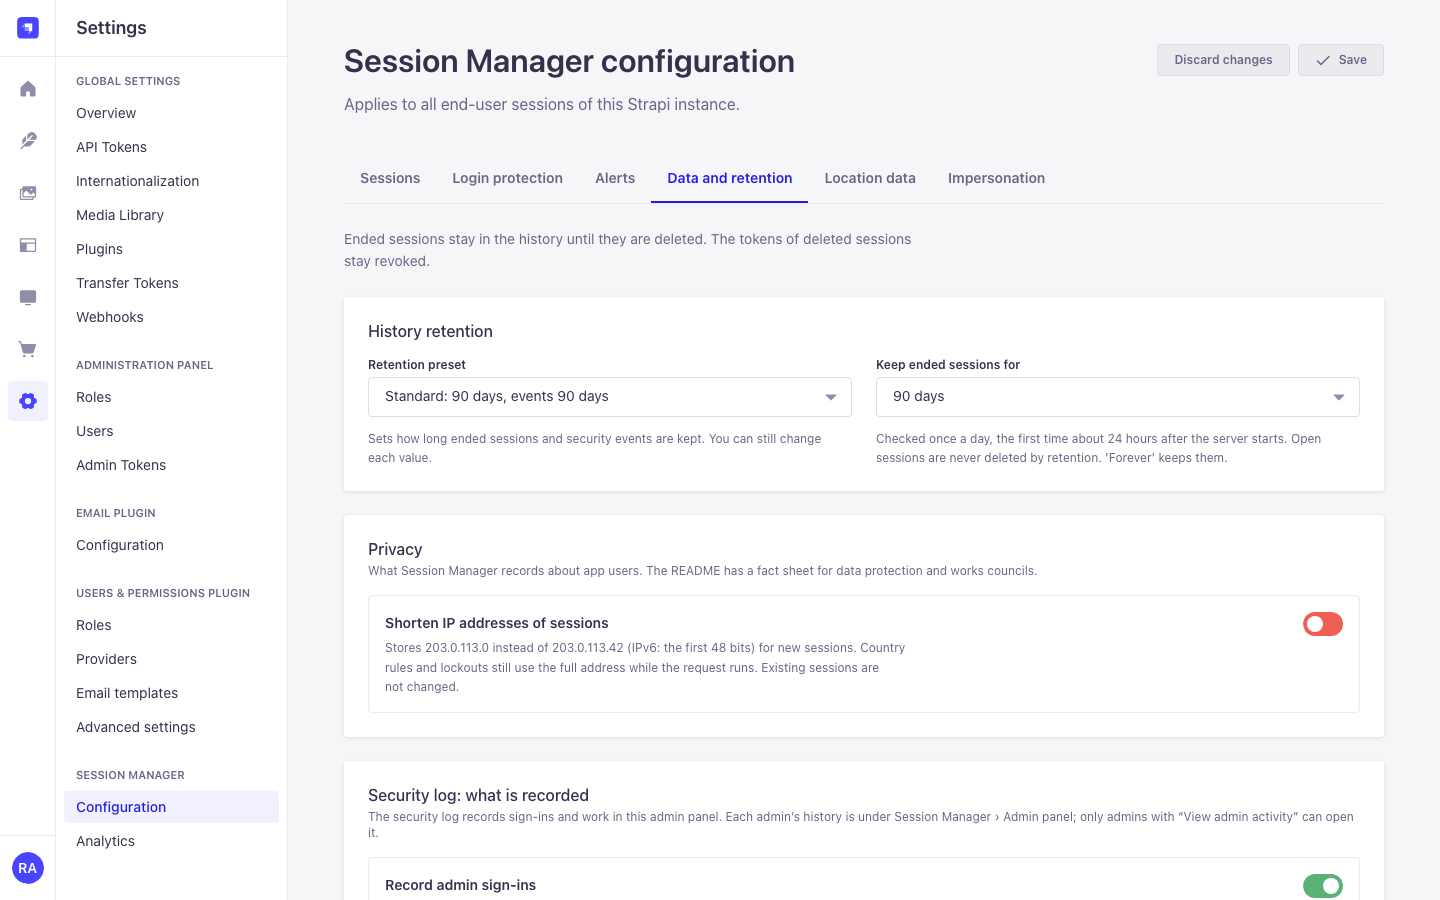 Settings
GLOBAL SETTINGS
Overview
API Tokens
Internationalization
Media Library
Plugins
Transfer Tokens
Webhooks
ADMINISTRATION PANEL
Roles
Users
Admin Tokens
EMAIL PLUGIN
Configuration
USERS & PERMISSIONS PLUGIN
Roles
Providers
Email templates
Advanced settings
SESSION MANAGER
Configuration
Analytics
RA
Session Manager configuration
Discard changes
Save
Applies to all end-user sessions of this Strapi instance.
Sessions Login protection Alerts Data and retention Location data Impersonation
Ended sessions stay in the history until they are deleted. The tokens of deleted sessions
stay revoked.
History retention
Retention preset
Standard: 90 days, events 90 days
Sets how long ended sessions and security events are kept. You can still change
each value.
Keep ended sessions for
90 days
Checked once a day, the first time about 24 hours after the server starts. Open
sessions are never deleted by retention. 'Forever' keeps them.
Privacy
What Session Manager records about app users. The README has a fact sheet for data protection and works councils.
Shorten IP addresses of sessions
Stores 203.0.113.0 instead of 203.0.113.42 (IPv6: the first 48 bits) for new sessions. Country
rules and lockouts still use the full address while the request runs. Existing sessions are
not changed.
Security log: what is recorded
The security log records sign-ins and work in this admin panel. Each admin's history is under Session Manager › Admin panel; only admins with “View admin activity” can open
it.
Record admin sign-ins